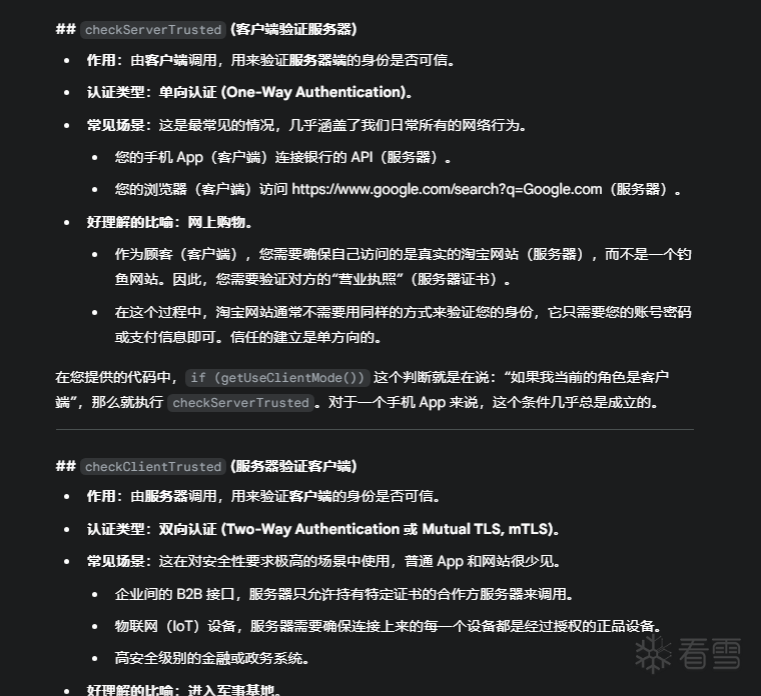 ## checkServerTrusted (客户端验证服务器)
• 作用：由客户端调用，用来验证服务器端的身份是否可信。
• 认证类型：单向认证 (One-Way Authentication)。
• 常见场景：这是最常见的情况，几乎涵盖了我们日常所有的网络行为。
• 您的手机 App（客户端）连接银行的 API（服务器）。
• 您的浏览器（客户端）访问 https://www.google.com/search?q=Google.com（服务器）。
• 好理解的比喻：网上购物。
• 作为顾客（客户端），您需要确保自己访问的是真实的淘宝网站（服务器），而不是一个钓
鱼网站。因此，您需要验证对方的“营业执照”（服务器证书）。
• 在这个过程中，淘宝网站通常不需要用同样的方式来验证您的身份，它只需要您的账号密码
或支付信息即可。信任的建立是单方向的。
在您提供的代码中， if (getUseClientMode()) 这个判断就是在说：“如果我当前的角色是客户
端”，那么就执行 checkServerTrusted 。对于一个手机 App 来说，这个条件几乎总是成立的。
## checkClientTrusted (服务器验证客户端)
• 作用：由服务器调用，用来验证客户端的身份是否可信。
• 认证类型：双向认证 (Two-Way Authentication 或 Mutual TLS, mTLS)。
• 常见场景：这在对安全性要求极高的场景中使用，普通 App 和网站很少见。
• 企业间的 B2B 接口，服务器只允许持有特定证书的合作方服务器来调用。
• 物联网（IoT）设备，服务器需要确保连接上来的每一个设备都是经过授权的正品设备。
• 高安全级别的金融或政务系统。
• 好理解的比喻：进入军事基地。
看雪